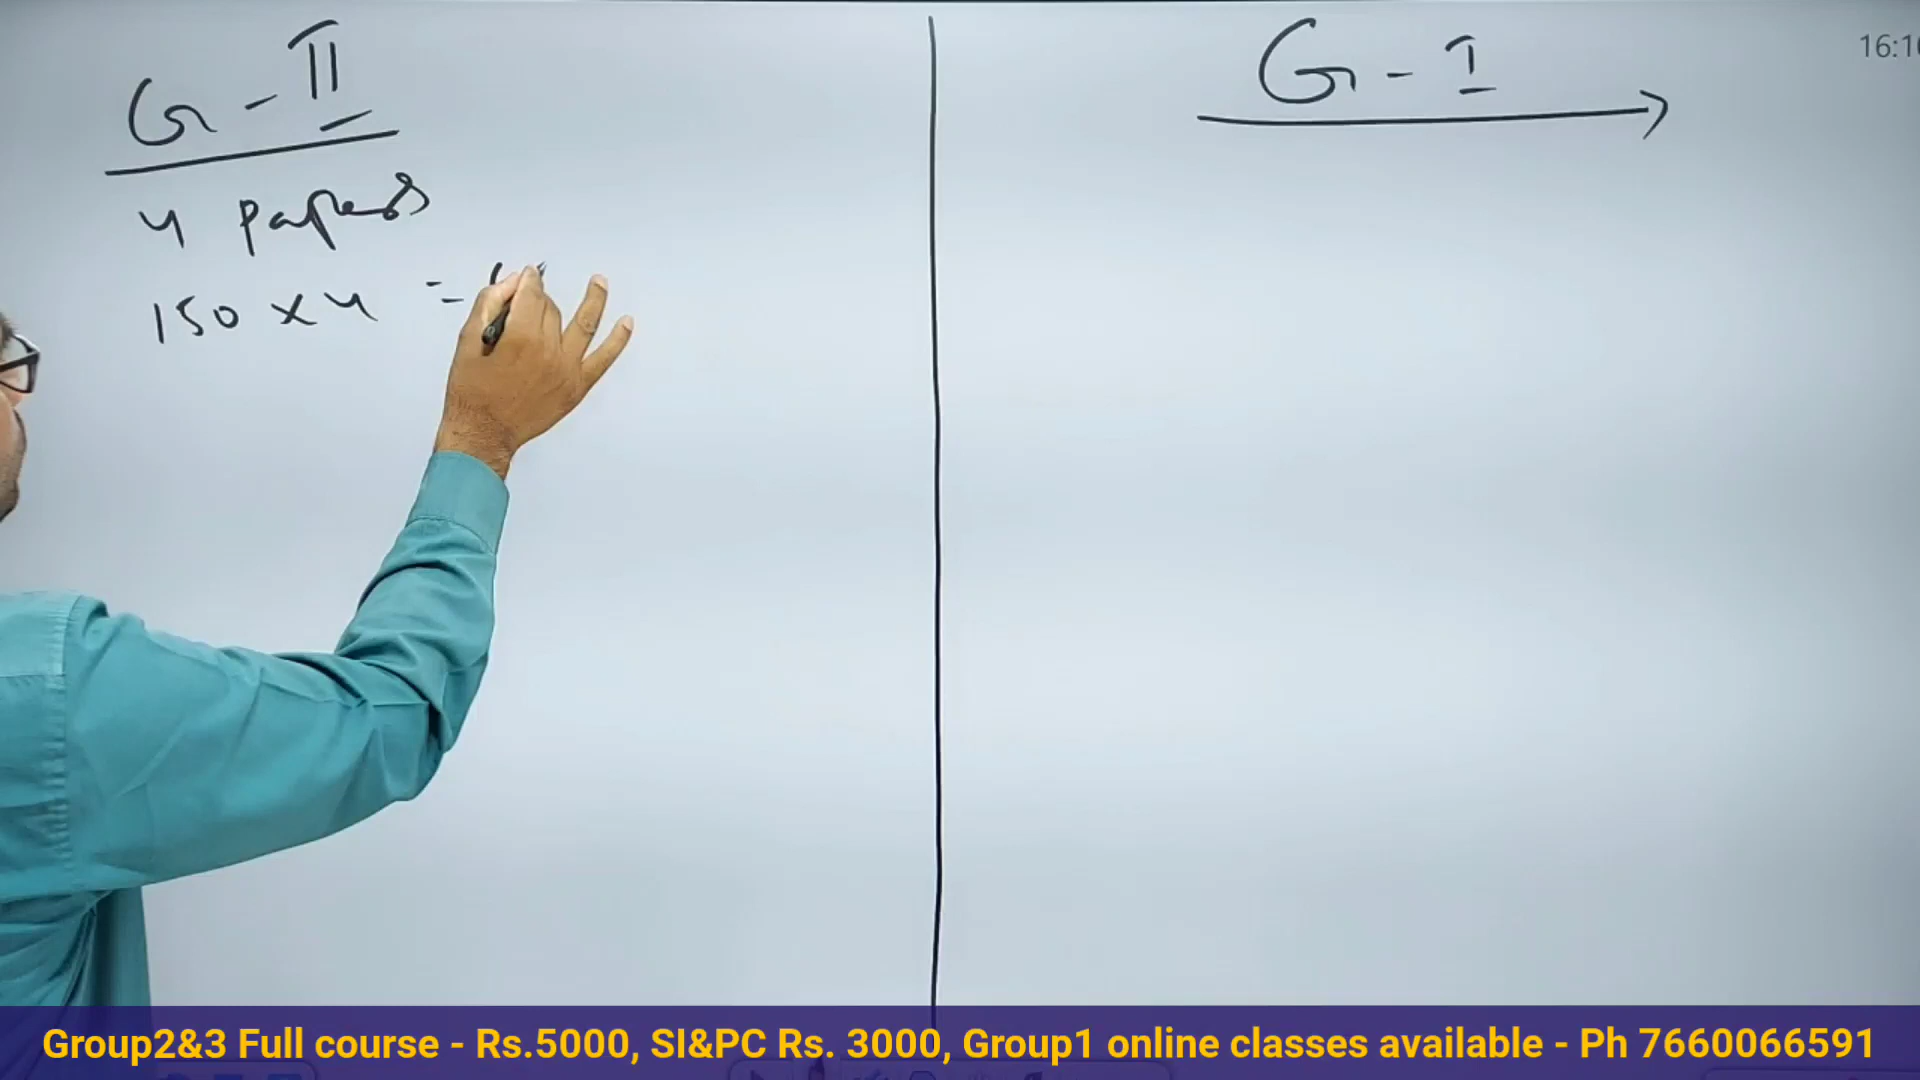 G - II
4 papers
150 x 4 =
G - I
16:1
Group2&3 Full course - Rs.5000, SI&PC Rs. 3000, Group1 online classes available - Ph 7660066591